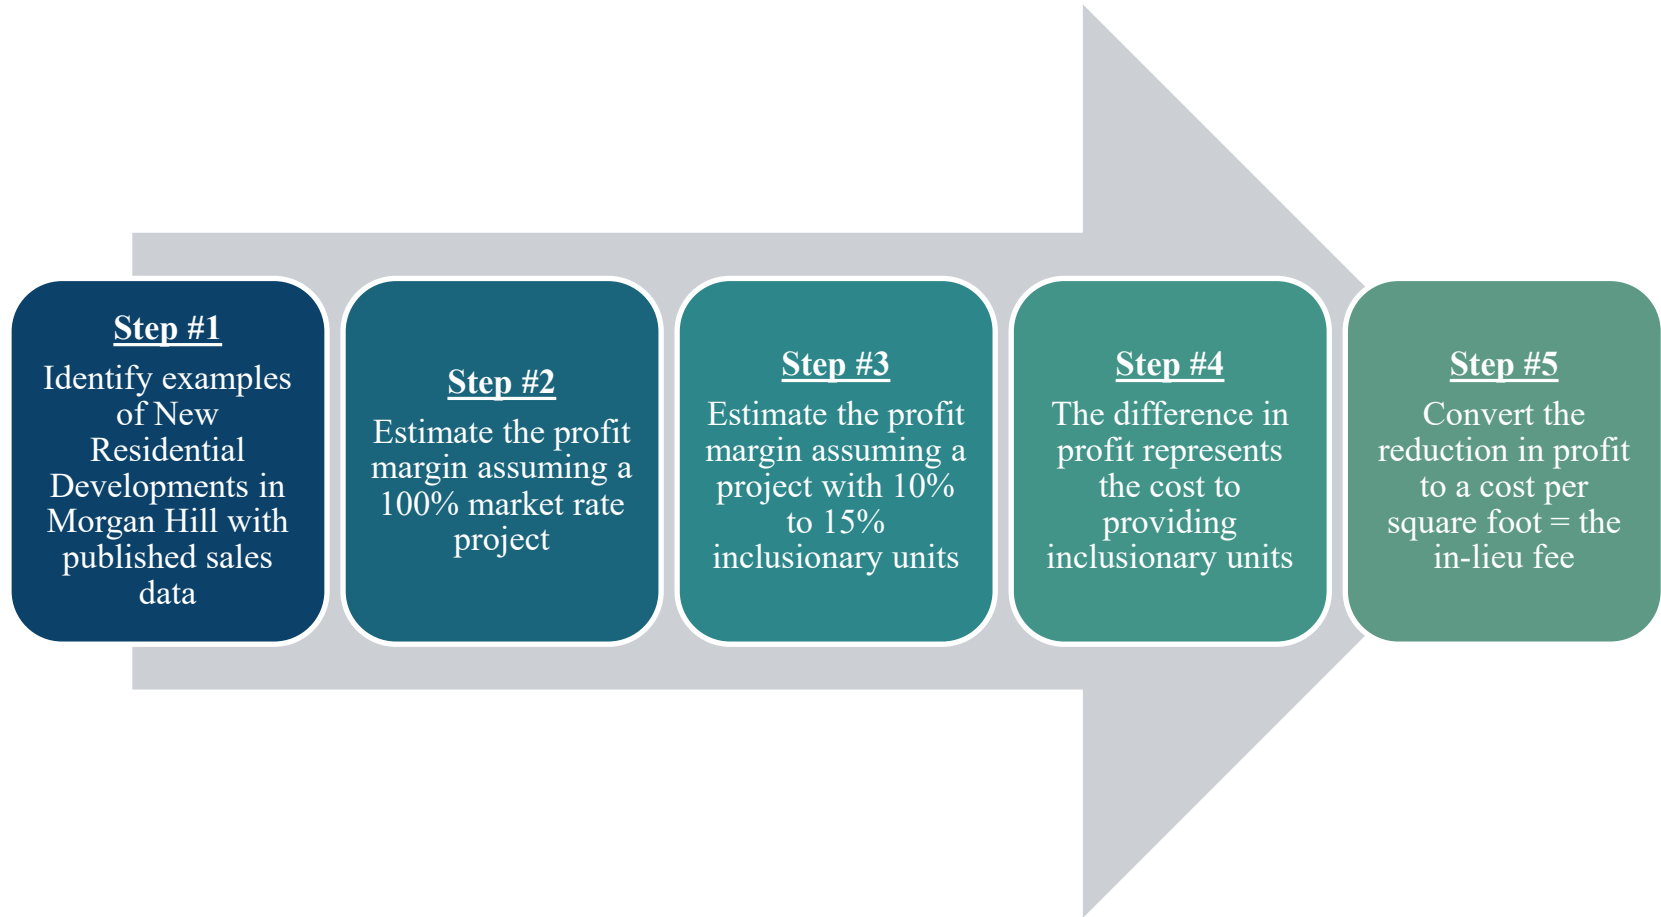 Step #1
Identify examples
of New
Residential
Developments in
Morgan Hill with
published sales
data
Step #2
Estimate the profit
margin assuming a
100% market rate
project
Step #3
Estimate the profit
margin assuming a
project with 10%
to 15%
inclusionary units
Step #4
The difference in
profit represents
the cost to
providing
inclusionary units
Step #5
Convert the
reduction in profit
to a cost per
square foot = the
in-lieu fee